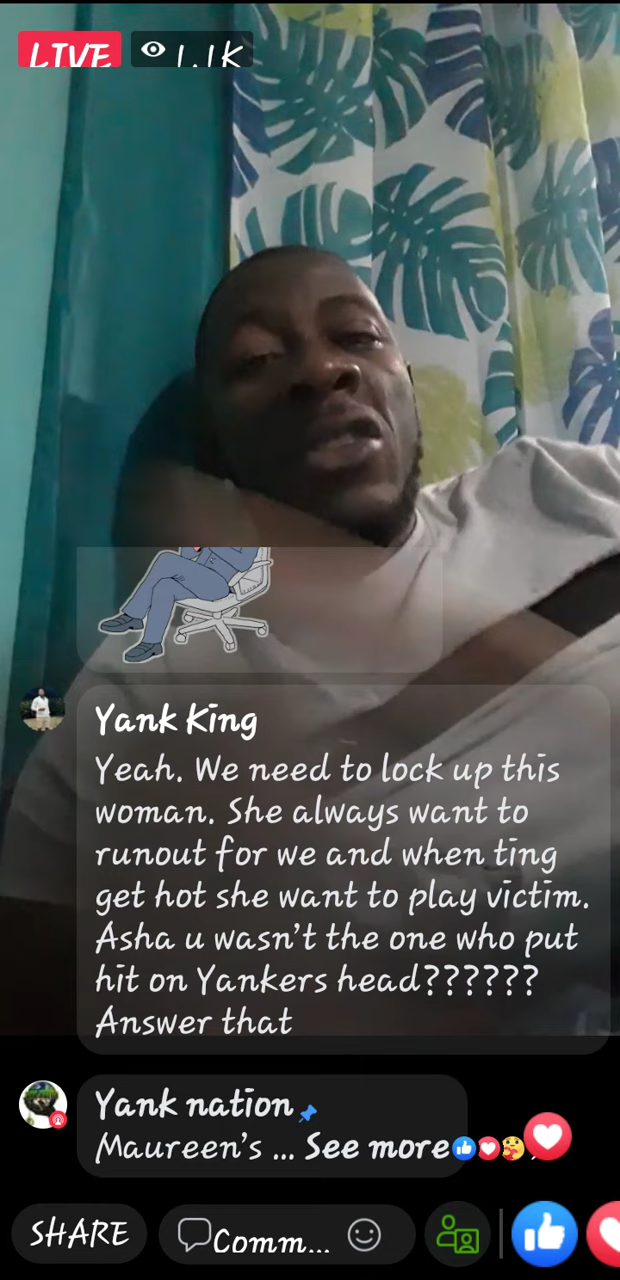 LIVE 1.1K
Yank King
Yeah. We need to lock up this
woman. She always want to
runout for we and when ting
get hot she want to play victim.
Asha u wasn't the one who put
hit on Yankers head??????
Answer that
Yank nation
Maureen's ... See more
SHARE
Comm...